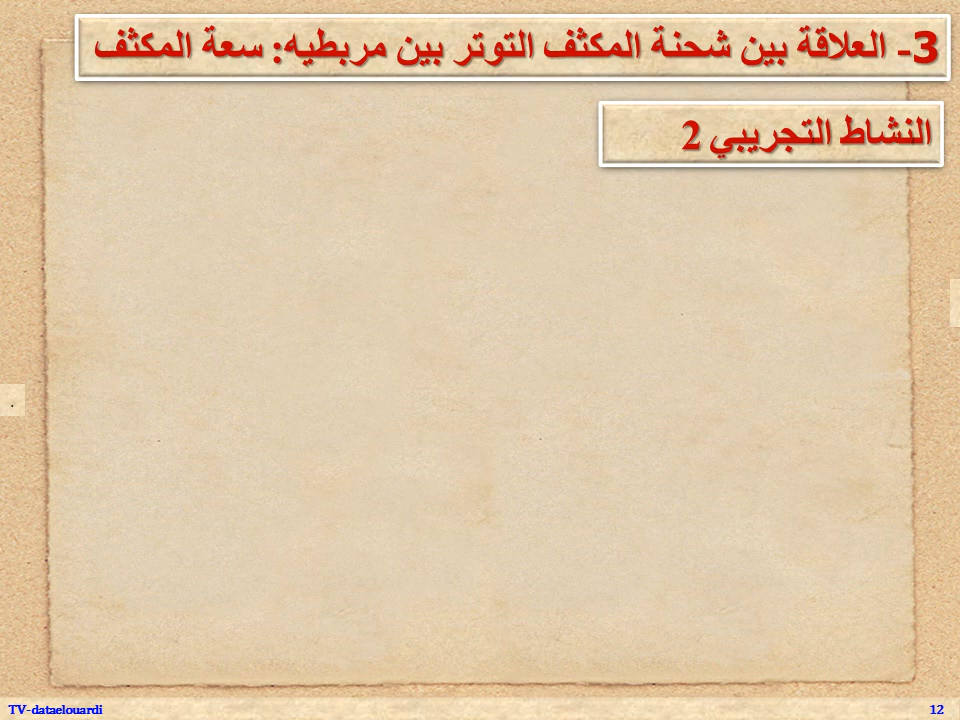 3- العلاقة بين شحنة المكثف التوتر بين مربطيه: سعة المكثف
النشاط التجريبي 2
.
TV-dataelouardi
12